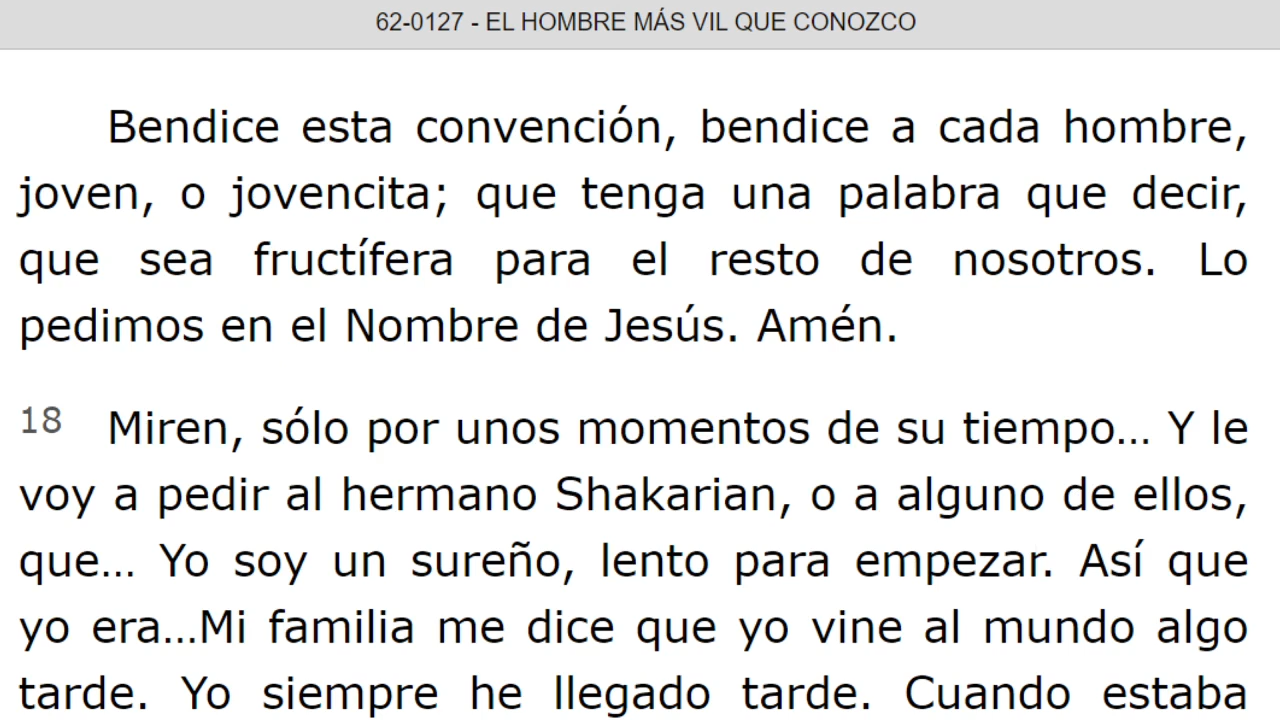 62-0127 - EL HOMBRE MÁS VIL QUE CONOZCO
Bendice esta convención, bendice a cada hombre,
joven, o jovencita; que tenga una palabra que decir,
que sea fructífera para el resto de nosotros. Lo
pedimos en el Nombre de Jesús. Amén.
18 Miren, sólo por unos momentos de su tiempo… Y le
voy a pedir al hermano Shakarian, o a alguno de ellos,
que… Yo soy un sureño, lento para empezar. Así que
yo era…Mi familia me dice que yo vine al mundo algo
tarde. Yo siempre he llegado tarde. Cuando estaba